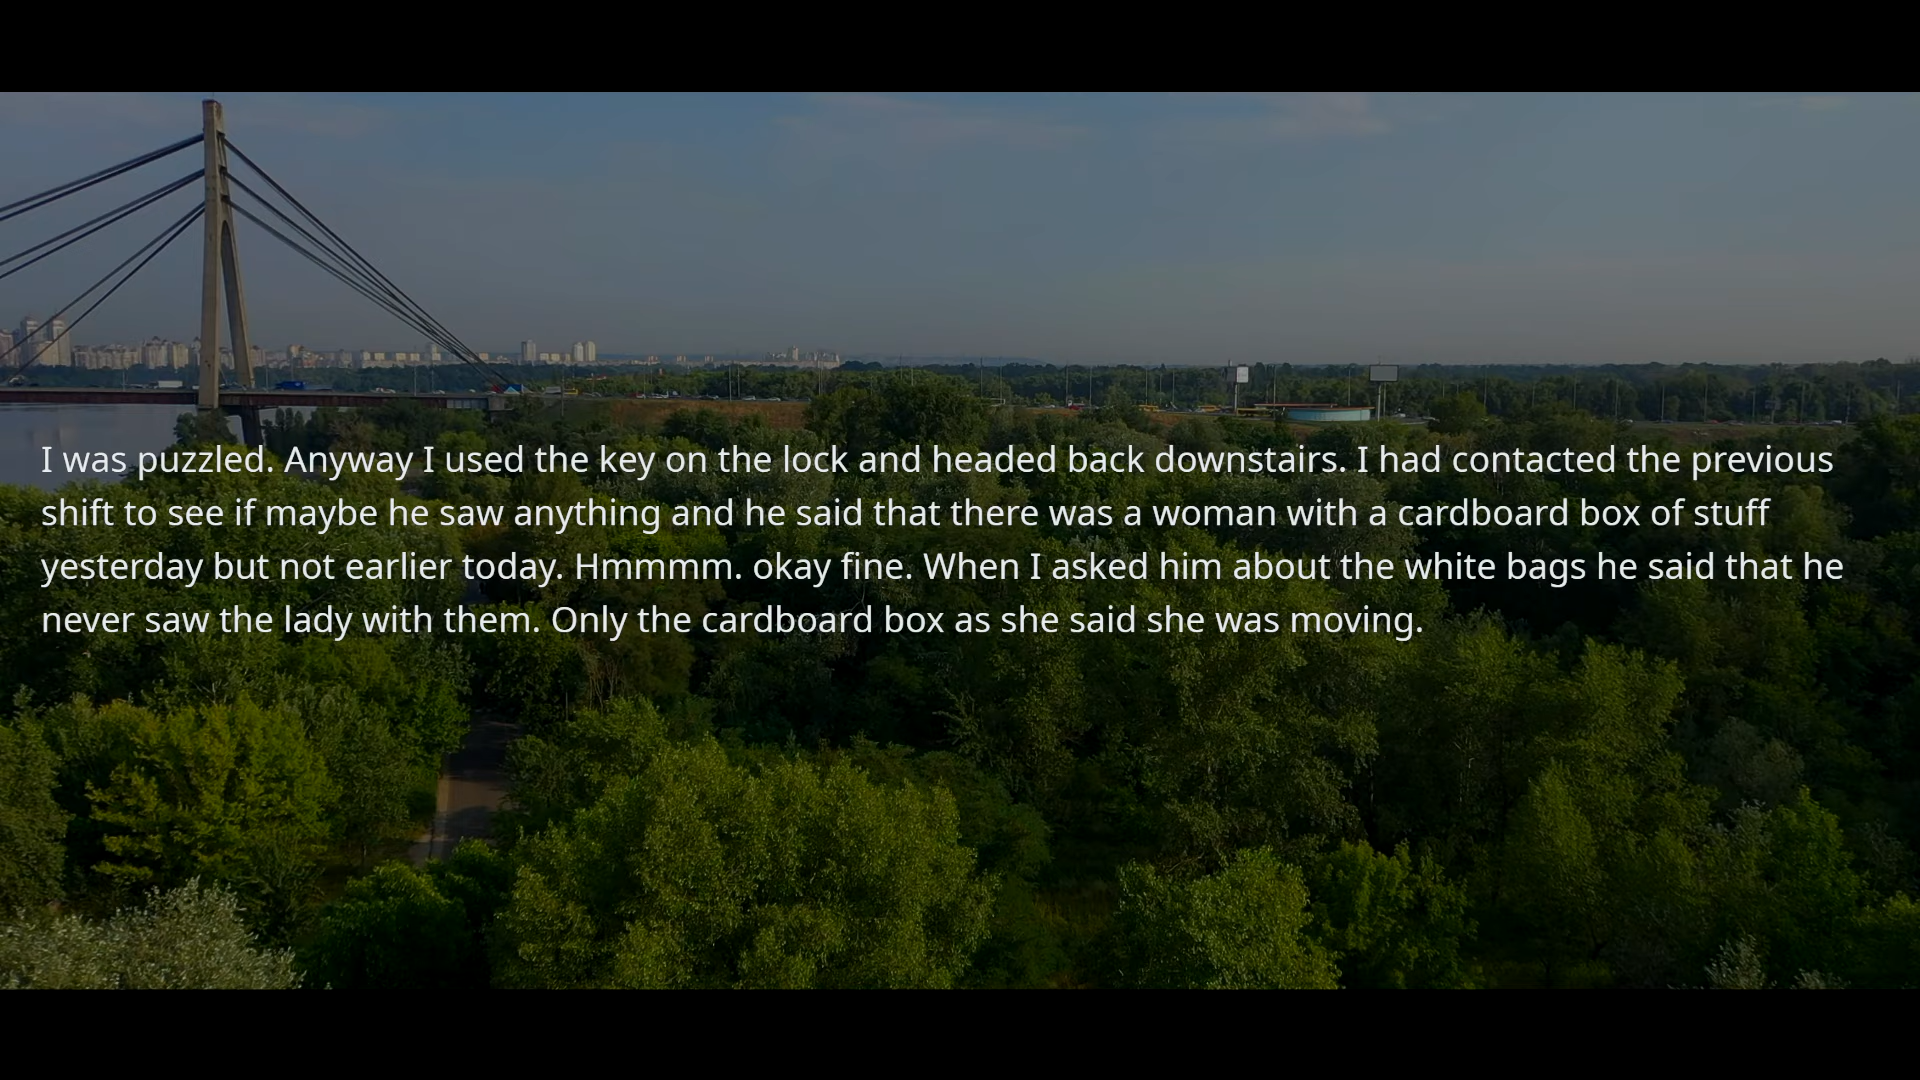 I was puzzled. Anyway I used the key on the lock and headed back downstairs. I had contacted the previous
shift to see if maybe he saw anything and he said that there was a woman with a cardboard box of stuff
yesterday but not earlier today. Hmmmm. okay fine. When I asked him about the white bags he said that he
never saw the lady with them. Only the cardboard box as she said she was moving.